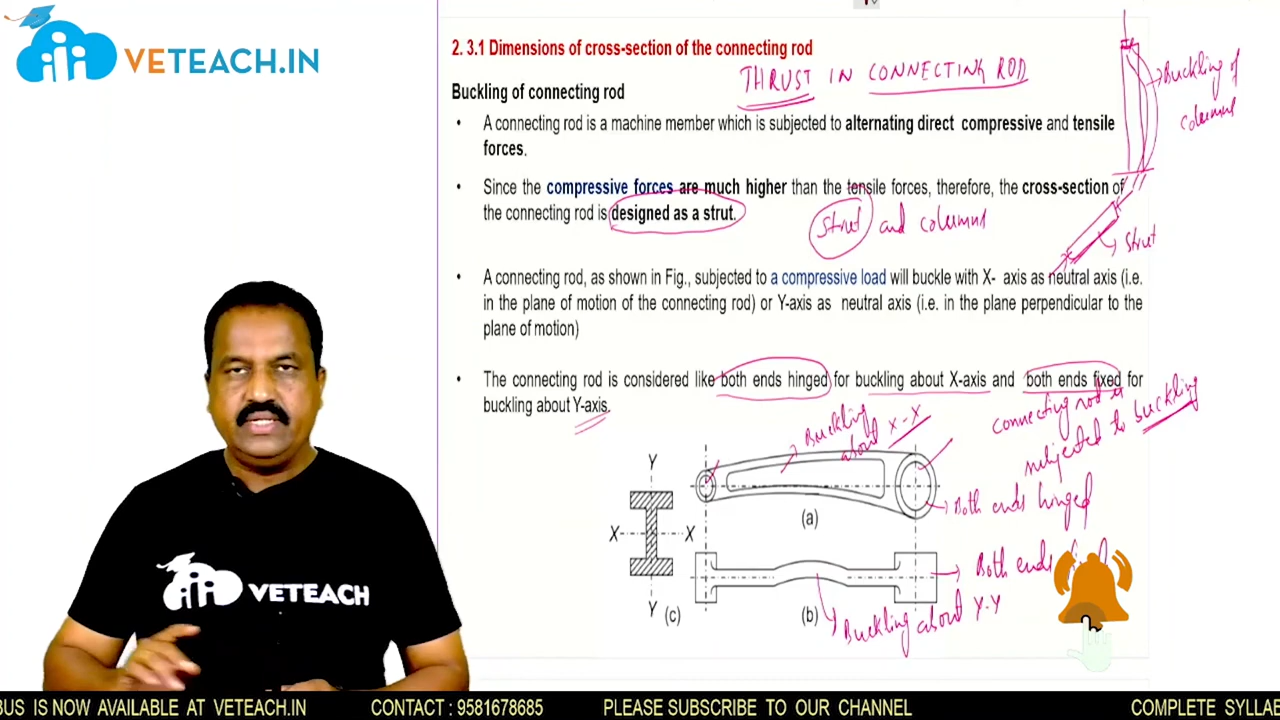 VETEACH.IN
2. 3.1 Dimensions of cross-section of the connecting rod
THRUST IN CONNECTING ROD
Buckling of connecting rod
Buckling of
columns
• A connecting rod is a machine member which is subjected to alternating direct compressive and tensile
forces.
• Since the compressive forces are much higher than the tensile forces, therefore, the cross-section of
the connecting rod is designed as a strut.
Strut and columns
Strut
• A connecting rod, as shown in Fig., subjected to a compressive load will buckle with X- axis as neutral axis (i.e.
in the plane of motion of the connecting rod) or Y-axis as neutral axis (i.e. in the plane perpendicular to the
plane of motion)
• The connecting rod is considered like both ends hinged for buckling about X-axis and both ends fixed for
buckling about Y-axis.
Buckling
about X-X
connecting rod is
subjected to buckling
Y
X X
Y
(a)
Both ends hinged
Both ends
(c)
(b)
Buckling about Y-Y
VETEACH
BUS IS NOW AVAILABLE AT VETEACH.IN CONTACT : 9581678685 PLEASE SUBSCRIBE TO OUR CHANNEL COMPLETE SYLLAB